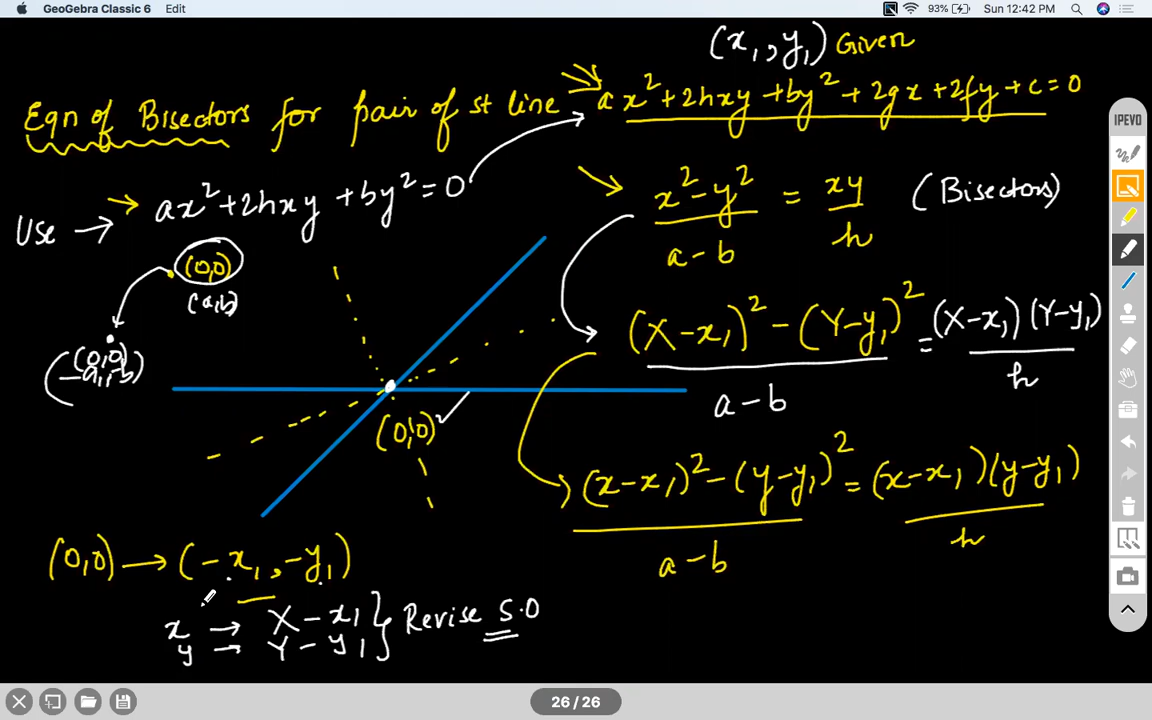 GeoGebra Classic 6 Edit
93% Sun 12:42 PM
(x₁, y₁) Given
Eqn of Bisectors for pair of st line ax² + 2hxy + by² + 2gx + 2fy + c = 0
IPEVO
Use → ax² + 2hxy + by² = 0
(x² - y²)/(a - b) = xy/h (Bisectors)
(0,0)
(a,b)
((X - x₁)² - (Y - y₁)²)/(a - b) = (X - x₁)(Y - y₁)/h
(0,0)
(-a, -b)
(0,0)
((x - x₁)² - (y - y₁)²)/(a - b) = (x - x₁)(y - y₁)/h
(0,0) → (-x₁, -y₁)
x → X - x₁
y → Y - y₁
} Revise S.O
26 / 26